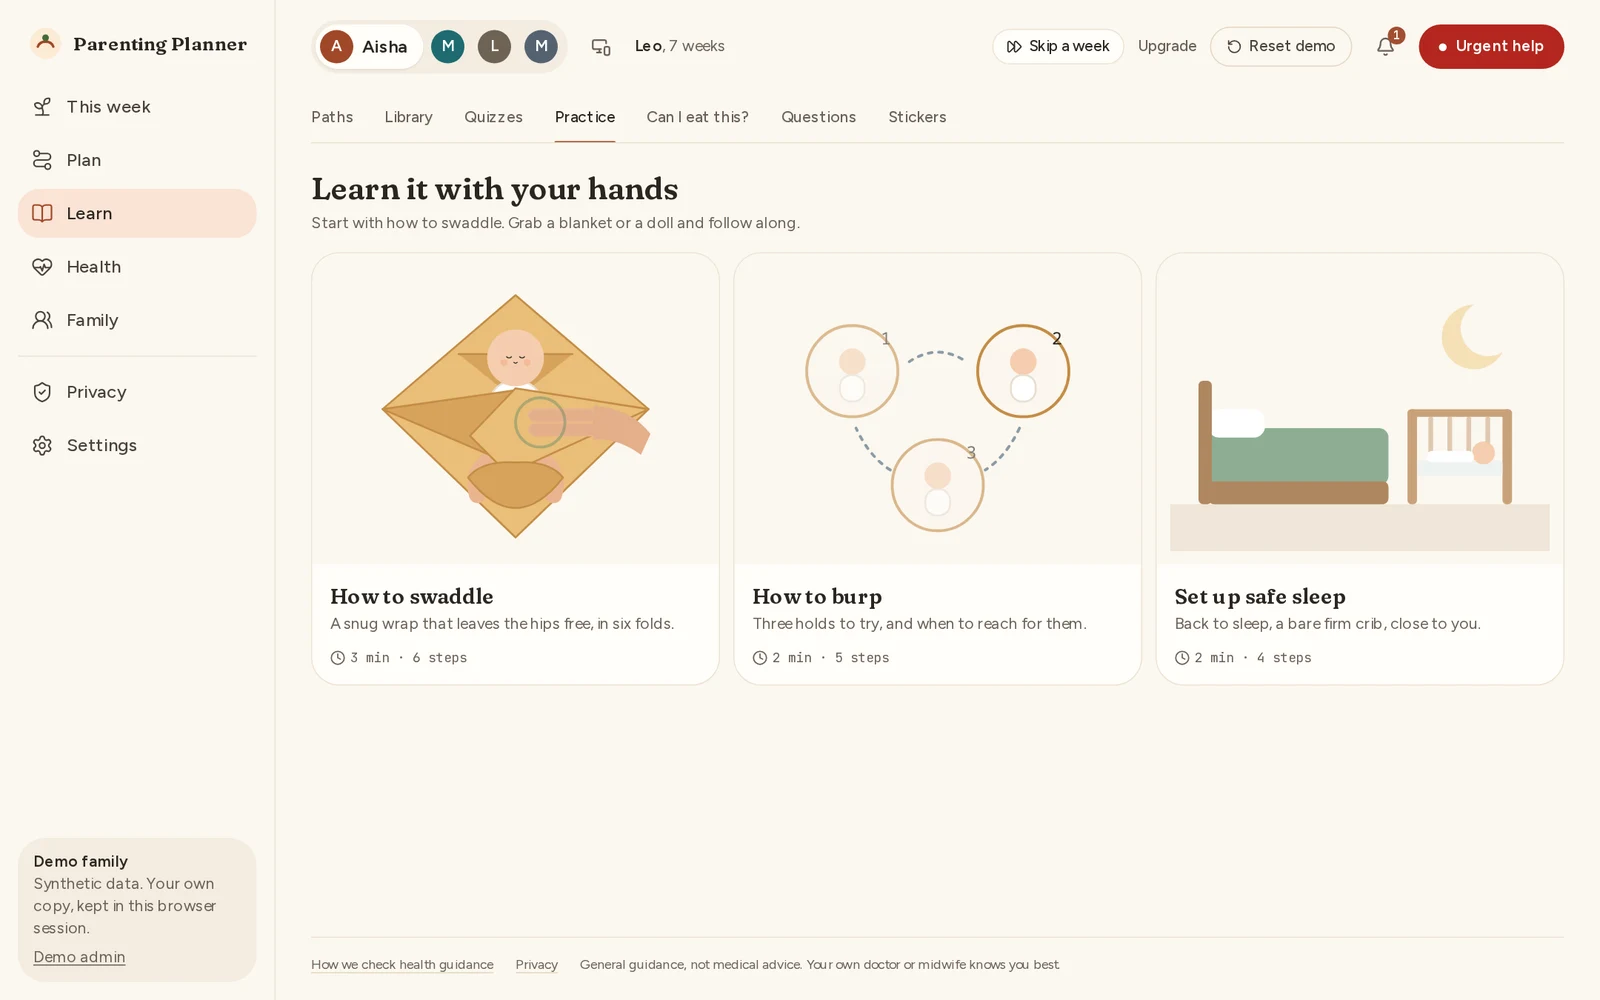 Parenting Planner
This week
Plan
Learn
Health
Family
Privacy
Settings
Demo family
Synthetic data. Your own
copy, kept in this browser
session.
Demo admin
A Aisha M L M
Leo, 7 weeks
Skip a week
Upgrade
Reset demo
1
Urgent help
Paths Library Quizzes Practice Can I eat this? Questions Stickers
Learn it with your hands
Start with how to swaddle. Grab a blanket or a doll and follow along.
How to swaddle
A snug wrap that leaves the hips free, in six folds.
3 min · 6 steps
1
2
3
How to burp
Three holds to try, and when to reach for them.
2 min · 5 steps
Set up safe sleep
Back to sleep, a bare firm crib, close to you.
2 min · 4 steps
How we check health guidance Privacy General guidance, not medical advice. Your own doctor or midwife knows you best.